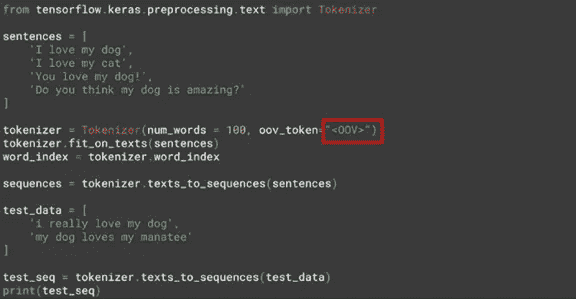 from tensorflow.keras.preprocessing.text import Tokenizer
sentences = [
'I love my dog',
'I love my cat',
'You love my dog!',
'Do you think my dog is amazing?'
]
tokenizer = Tokenizer(num_words = 100, oov_token="<OOV>")
tokenizer.fit_on_texts(sentences)
word_index = tokenizer.word_index
sequences = tokenizer.texts_to_sequences(sentences)
test_data = [
'i really love my dog',
'my dog loves my manatee'
]
test_seq = tokenizer.texts_to_sequences(test_data)
print(test_seq)